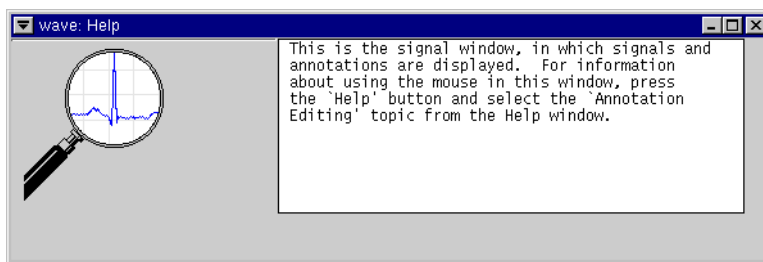 wave: Help
This is the signal window, in which signals and
annotations are displayed.  For information
about using the mouse in this window, press
the `Help' button and select the `Annotation
Editing' topic from the Help window.